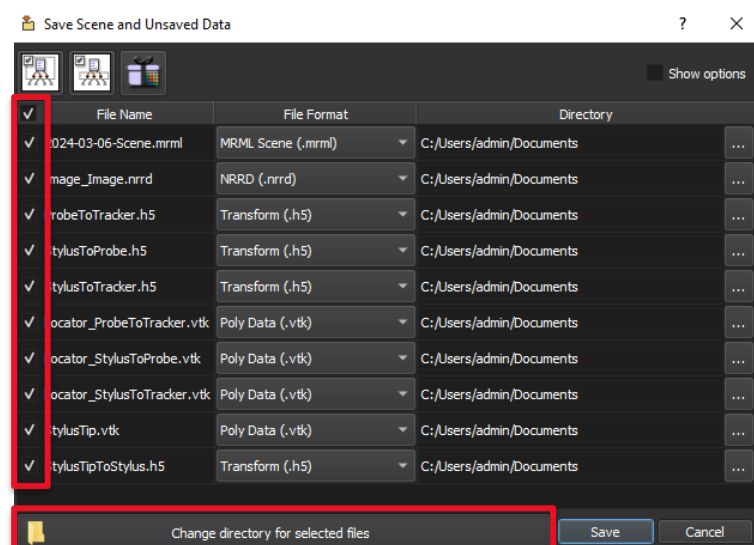 Save Scene and Unsaved Data ?
Show options
File Name File Format Directory
2024-03-06-Scene.mrml MRML Scene (.mrml) C:/Users/admin/Documents ...
mage_Image.nrrd NRRD (.nrrd) C:/Users/admin/Documents ...
ProbeToTracker.h5 Transform (.h5) C:/Users/admin/Documents ...
StylusToProbe.h5 Transform (.h5) C:/Users/admin/Documents ...
StylusToTracker.h5 Transform (.h5) C:/Users/admin/Documents ...
ocator_ProbeToTracker.vtk Poly Data (.vtk) C:/Users/admin/Documents ...
ocator_StylusToProbe.vtk Poly Data (.vtk) C:/Users/admin/Documents ...
ocator_StylusToTracker.vtk Poly Data (.vtk) C:/Users/admin/Documents ...
StylusTip.vtk Poly Data (.vtk) C:/Users/admin/Documents ...
StylusTipToStylus.h5 Transform (.h5) C:/Users/admin/Documents ...
Change directory for selected files Save Cancel